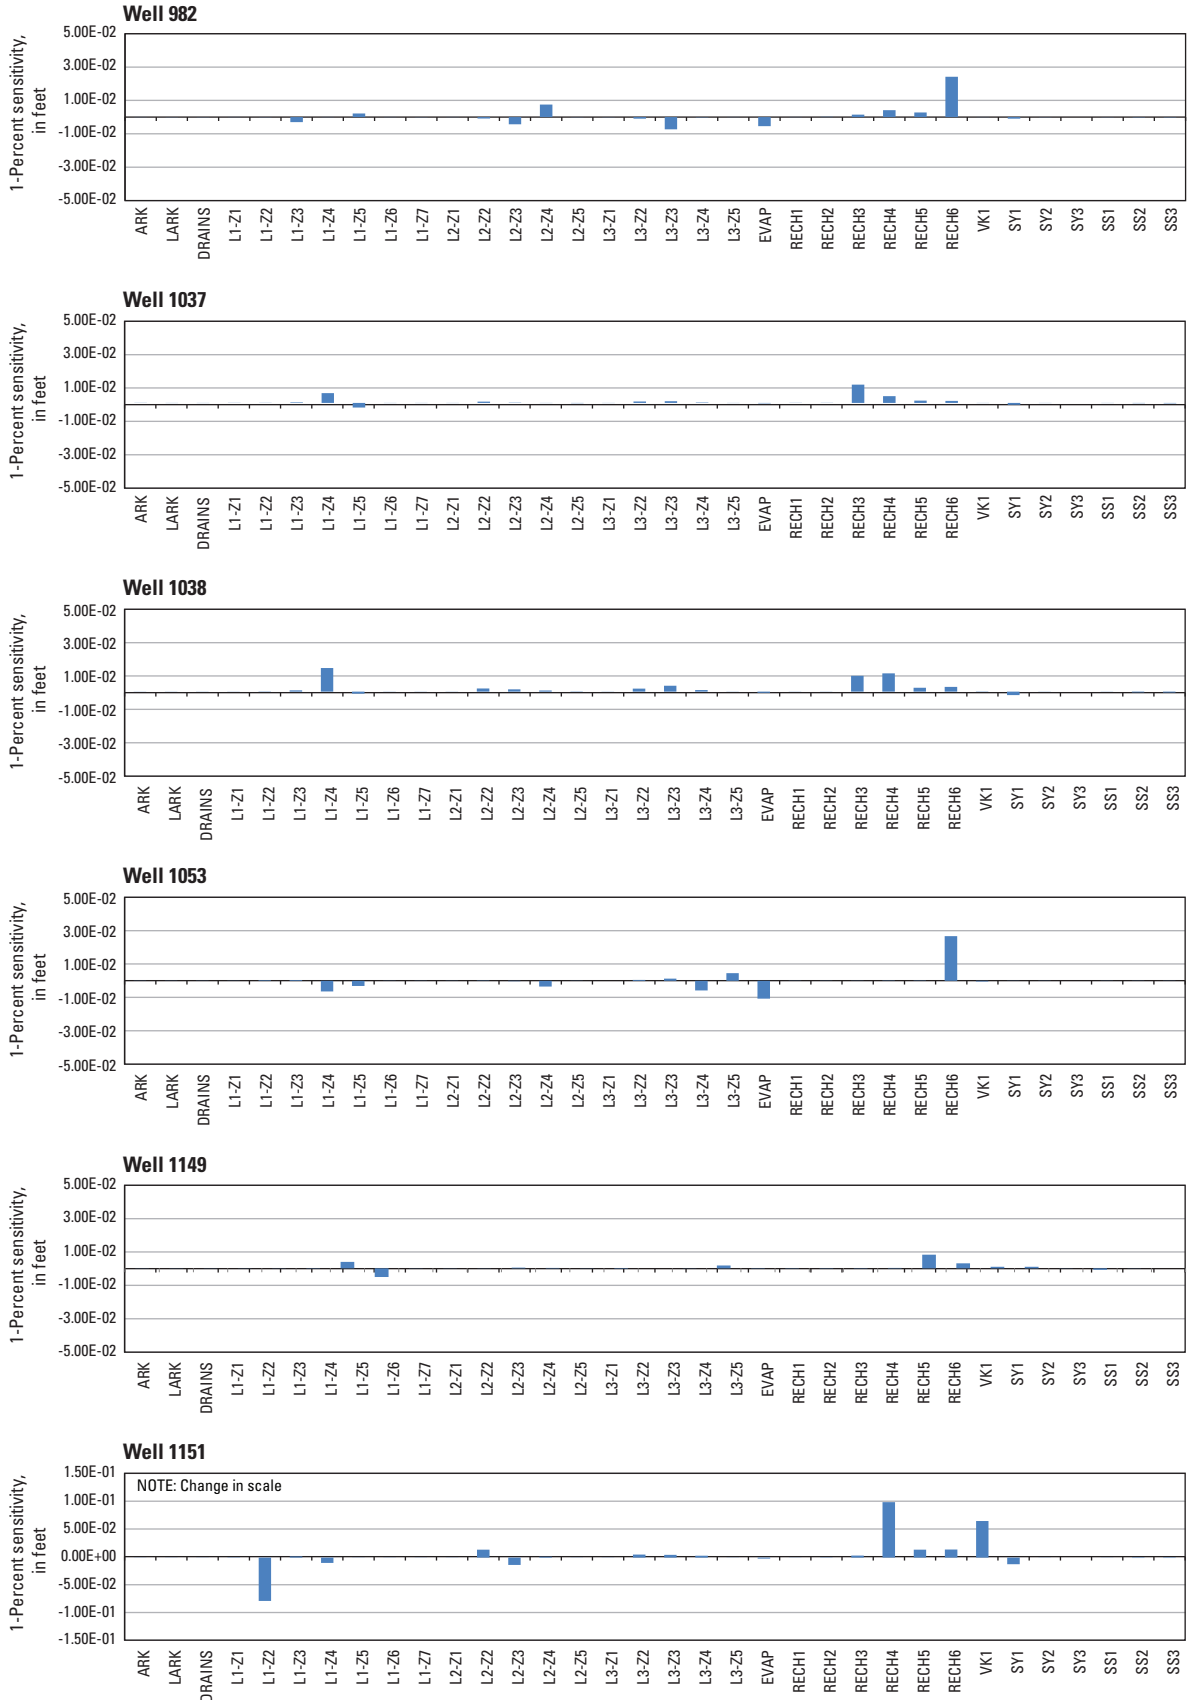 Well 982
1-Percent sensitivity,
in feet
5.00E-02
3.00E-02
1.00E-02
-1.00E-02
-3.00E-02
-5.00E-02
ARK LARK DRAINS L1-Z1 L1-Z2 L1-Z3 L1-Z4 L1-Z5 L1-Z6 L1-Z7 L2-Z1 L2-Z2 L2-Z3 L2-Z4 L2-Z5 L3-Z1 L3-Z2 L3-Z3 L3-Z4 L3-Z5 EVAP RECH1 RECH2 RECH3 RECH4 RECH5 RECH6 VK1 SY1 SY2 SY3 SS1 SS2 SS3
Well 1037
1-Percent sensitivity,
in feet
5.00E-02
3.00E-02
1.00E-02
-1.00E-02
-3.00E-02
-5.00E-02
ARK LARK DRAINS L1-Z1 L1-Z2 L1-Z3 L1-Z4 L1-Z5 L1-Z6 L1-Z7 L2-Z1 L2-Z2 L2-Z3 L2-Z4 L2-Z5 L3-Z1 L3-Z2 L3-Z3 L3-Z4 L3-Z5 EVAP RECH1 RECH2 RECH3 RECH4 RECH5 RECH6 VK1 SY1 SY2 SY3 SS1 SS2 SS3
Well 1038
1-Percent sensitivity,
in feet
5.00E-02
3.00E-02
1.00E-02
-1.00E-02
-3.00E-02
-5.00E-02
ARK LARK DRAINS L1-Z1 L1-Z2 L1-Z3 L1-Z4 L1-Z5 L1-Z6 L1-Z7 L2-Z1 L2-Z2 L2-Z3 L2-Z4 L2-Z5 L3-Z1 L3-Z2 L3-Z3 L3-Z4 L3-Z5 EVAP RECH1 RECH2 RECH3 RECH4 RECH5 RECH6 VK1 SY1 SY2 SY3 SS1 SS2 SS3
Well 1053
1-Percent sensitivity,
in feet
5.00E-02
3.00E-02
1.00E-02
-1.00E-02
-3.00E-02
-5.00E-02
ARK LARK DRAINS L1-Z1 L1-Z2 L1-Z3 L1-Z4 L1-Z5 L1-Z6 L1-Z7 L2-Z1 L2-Z2 L2-Z3 L2-Z4 L2-Z5 L3-Z1 L3-Z2 L3-Z3 L3-Z4 L3-Z5 EVAP RECH1 RECH2 RECH3 RECH4 RECH5 RECH6 VK1 SY1 SY2 SY3 SS1 SS2 SS3
Well 1149
1-Percent sensitivity,
in feet
5.00E-02
3.00E-02
1.00E-02
-1.00E-02
-3.00E-02
-5.00E-02
ARK LARK DRAINS L1-Z1 L1-Z2 L1-Z3 L1-Z4 L1-Z5 L1-Z6 L1-Z7 L2-Z1 L2-Z2 L2-Z3 L2-Z4 L2-Z5 L3-Z1 L3-Z2 L3-Z3 L3-Z4 L3-Z5 EVAP RECH1 RECH2 RECH3 RECH4 RECH5 RECH6 VK1 SY1 SY2 SY3 SS1 SS2 SS3
Well 1151
1-Percent sensitivity,
in feet
1.50E-01
NOTE: Change in scale
1.00E-01
5.00E-02
0.00E+00
-5.00E-02
-1.00E-01
-1.50E-01
ARK LARK DRAINS L1-Z1 L1-Z2 L1-Z3 L1-Z4 L1-Z5 L1-Z6 L1-Z7 L2-Z1 L2-Z2 L2-Z3 L2-Z4 L2-Z5 L3-Z1 L3-Z2 L3-Z3 L3-Z4 L3-Z5 EVAP RECH1 RECH2 RECH3 RECH4 RECH5 RECH6 VK1 SY1 SY2 SY3 SS1 SS2 SS3